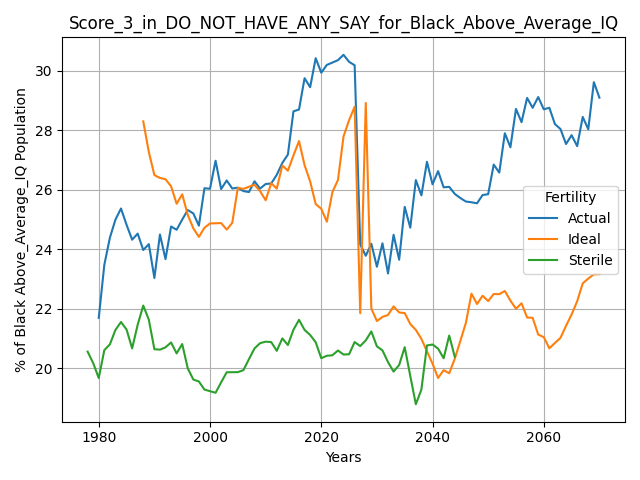 Score_3_in_DO_NOT_HAVE_ANY_SAY_for_Black_Above_Average_IQ
% of Black Above_Average_IQ Population
30
28
26
24
22
20
Fertility
Actual
Ideal
Sterile
1980 2000 2020 2040 2060
Years